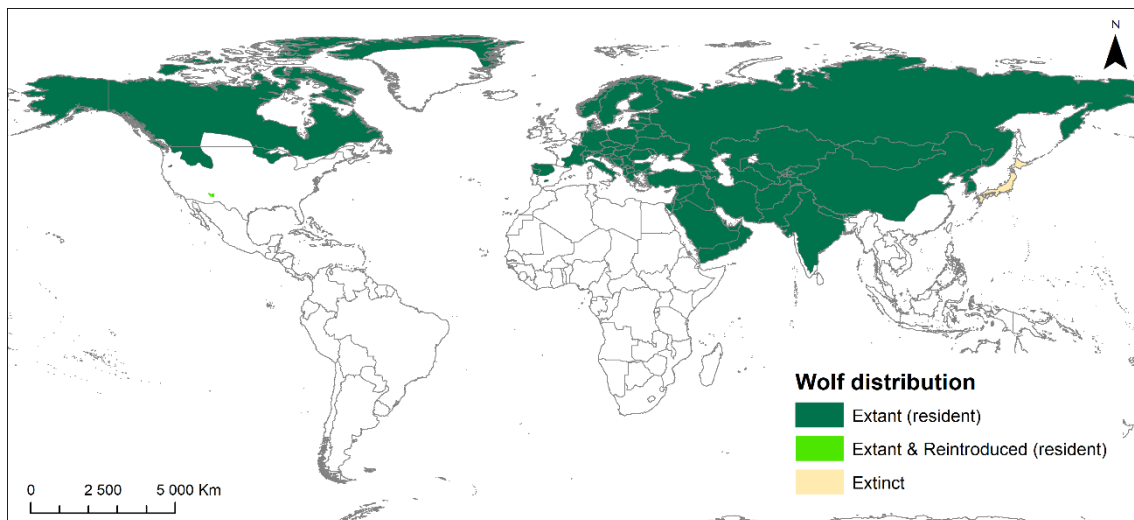 N
Wolf distribution
Extant (resident)
Extant & Reintroduced (resident)
Extinct
0 2 500 5 000 Km